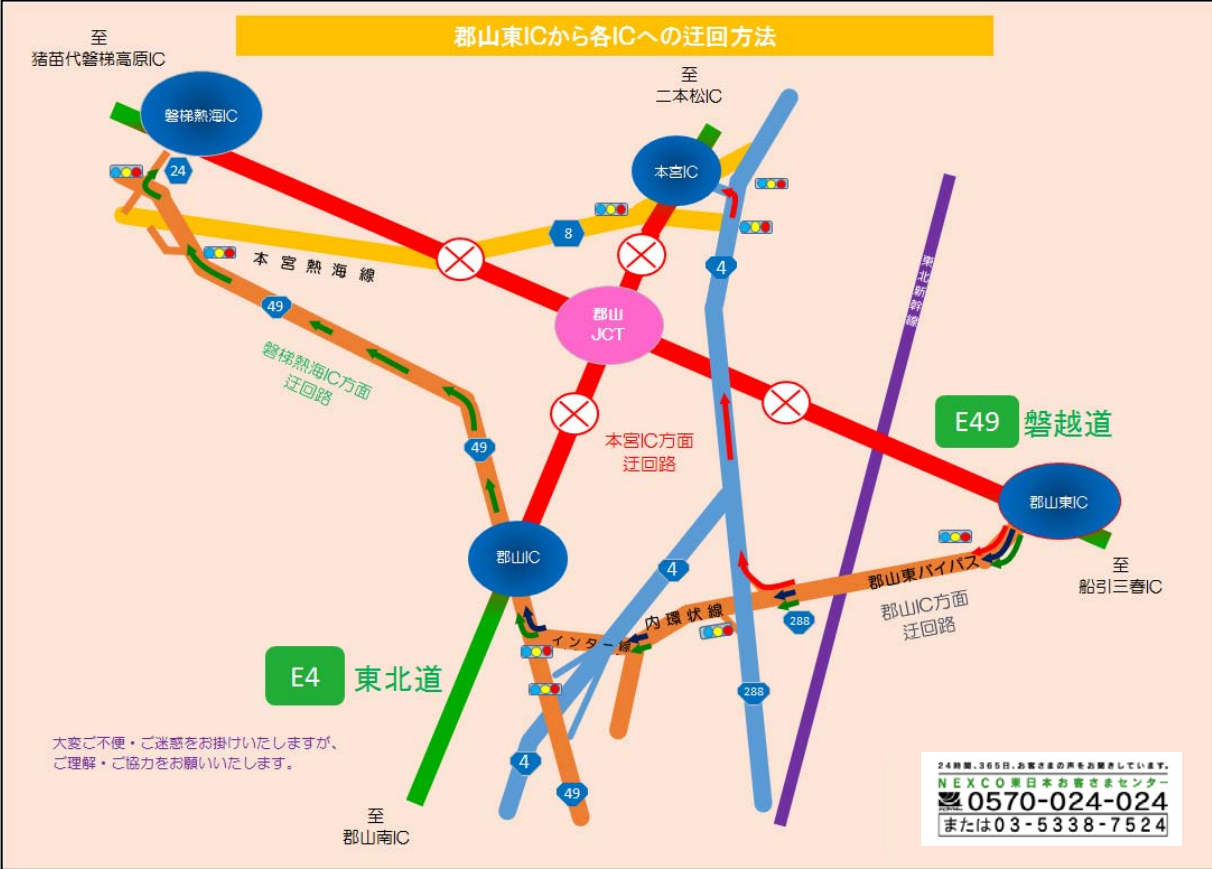 郡山東ICから各ICへの迂回方法
至
猪苗代磐梯高原IC
磐梯熱海IC
24
至
二本松IC
本宮IC
8
本宮熱海線
4
東北新幹線
49
磐梯熱海IC方面
迂回路
郡山
JCT
E49
磐越道
49
本宮IC方面
迂回路
郡山東IC
郡山IC
4
至
船引三春IC
郡山東バイパス
郡山IC方面
迂回路
内環状線
288
インター線
E4
東北道
288
4
49
大変ご不便・ご迷惑をお掛けいたしますが、
ご理解・ご協力をお願いいたします。
至
郡山南IC
24時間、365日、お客さまの声をお聞きしています。
NEXCO東日本お客さまセンター
0570-024-024
または03-5338-7524